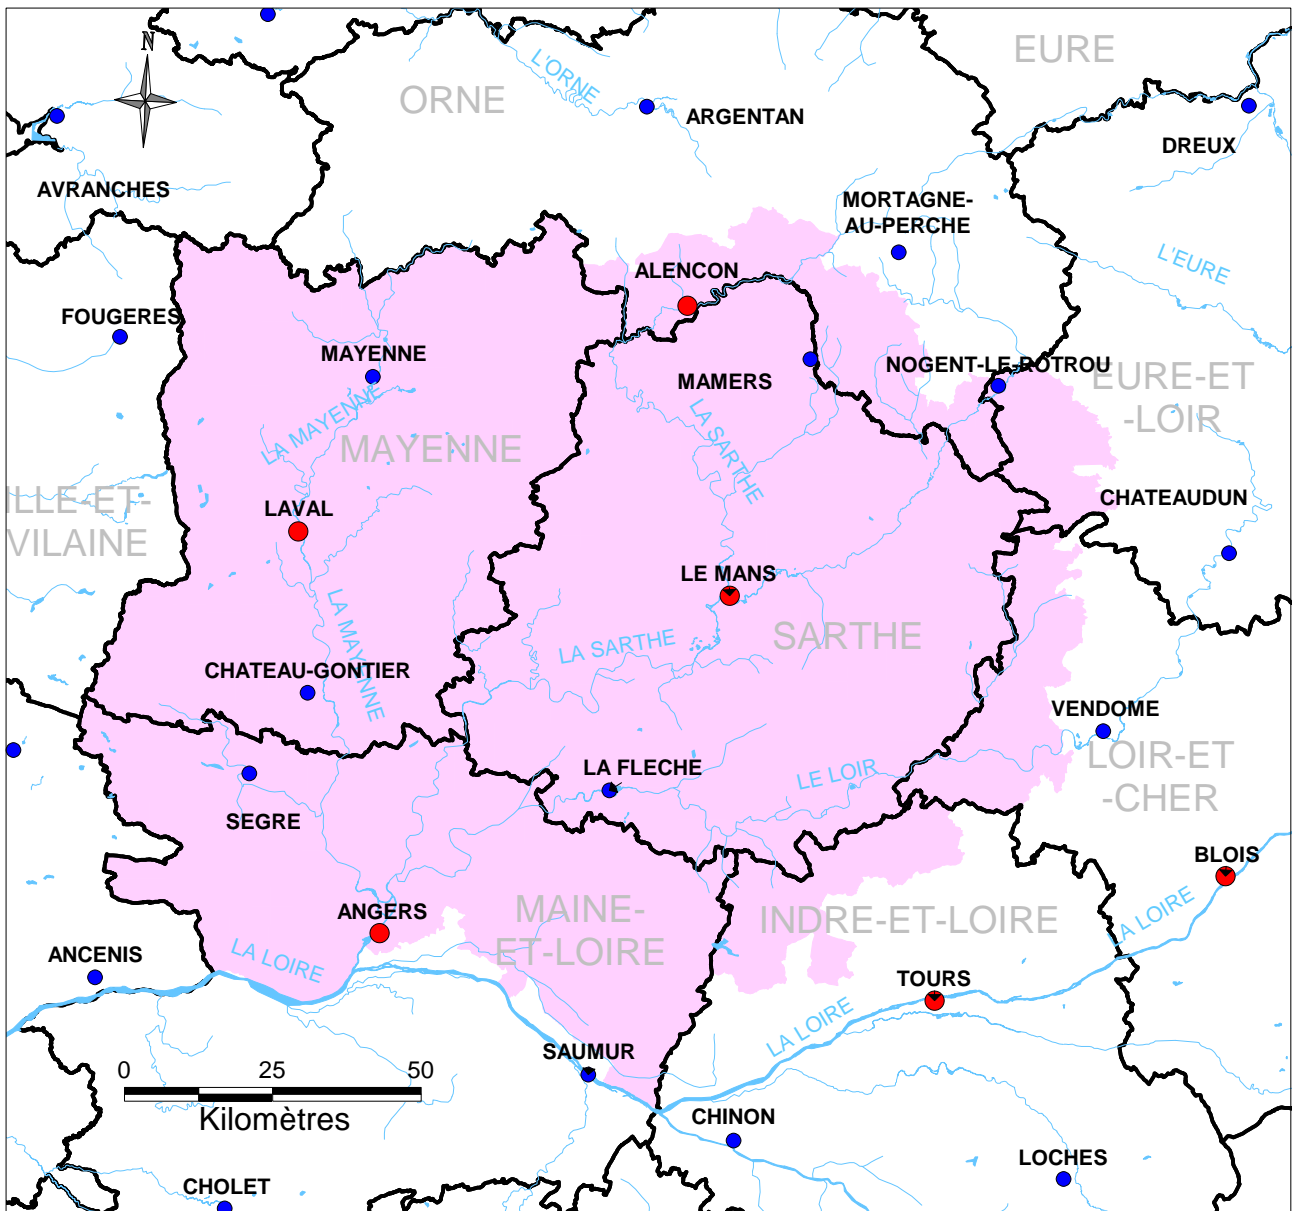 N
ORNE
L'ORNE
EURE
ARGENTAN
DREUX
AVRANCHES
MORTAGNE-
AU-PERCHE
L'EURE
ALENCON
FOUGERES
MAYENNE
MAMERS
NOGENT-LE-ROTROU
EURE-ET
-LOIR
LA MAYENNE
LA SARTHE
MAYENNE
ILLE-ET-
VILAINE
LAVAL
CHATEAUDUN
LE MANS
LA MAYENNE
LA SARTHE
SARTHE
CHATEAU-GONTIER
VENDOME
LOIR-ET
-CHER
LA FLECHE
LE LOIR
SEGRE
BLOIS
ANGERS
MAINE-
ET-LOIRE
INDRE-ET-LOIRE
LA LOIRE
ANCENIS
LA LOIRE
TOURS
LA LOIRE
SAUMUR
0 25 50
Kilomètres
CHINON
LOCHES
CHOLET